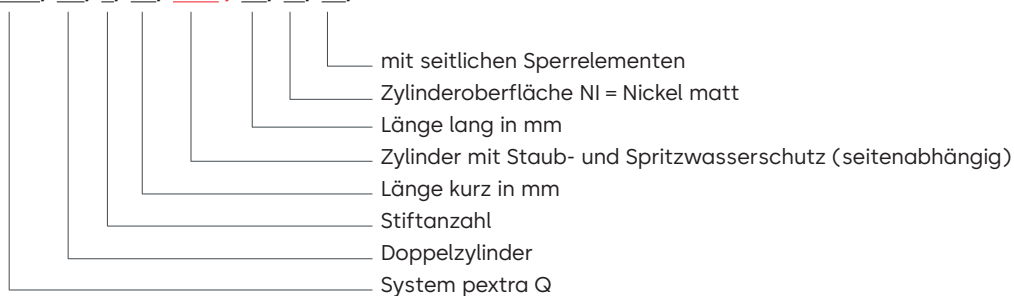 mit seitlichen Sperrelementen
Zylinderoberfläche NI = Nickel matt
Länge lang in mm
Zylinder mit Staub- und Spritzwasserschutz (seitenabhängig)
Länge kurz in mm
Stiftanzahl
Doppelzylinder
System pextra Q